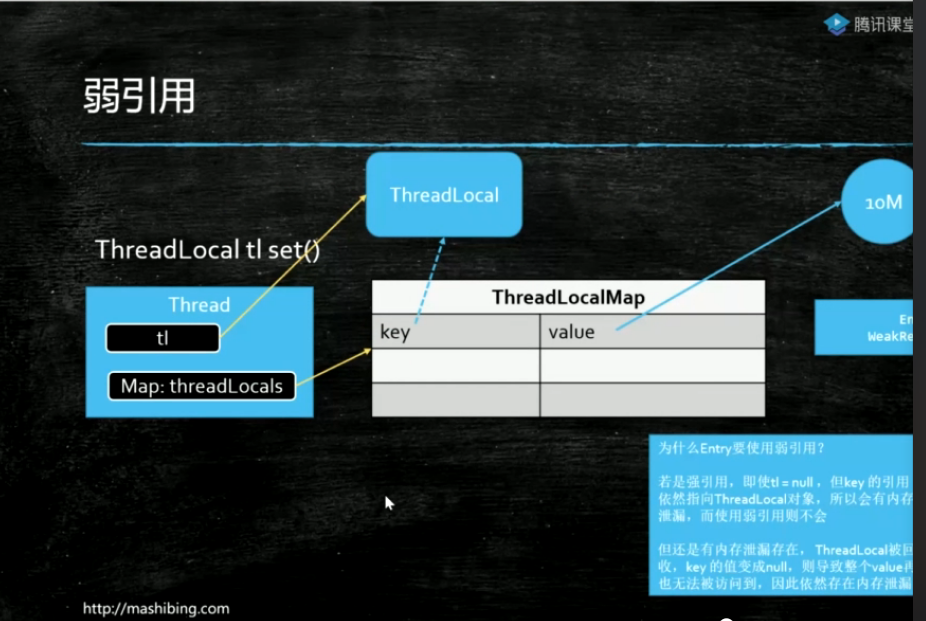 腾讯课堂
弱引用
ThreadLocal
10M
ThreadLocal tl set()
Thread
tl
Map: threadLocals
ThreadLocalMap
key
value
En
WeakRe
为什么Entry要使用弱引用?
若是强引用，即使tl = null ，但key 的引用
依然指向ThreadLocal对象，所以会有内存
泄漏，而使用弱引用则不会
但还是有内存泄漏存在， ThreadLocal被回
收，key 的值变成null，则导致整个value再
也无法被访问到，因此依然存在内存泄漏
http://mashibing.com